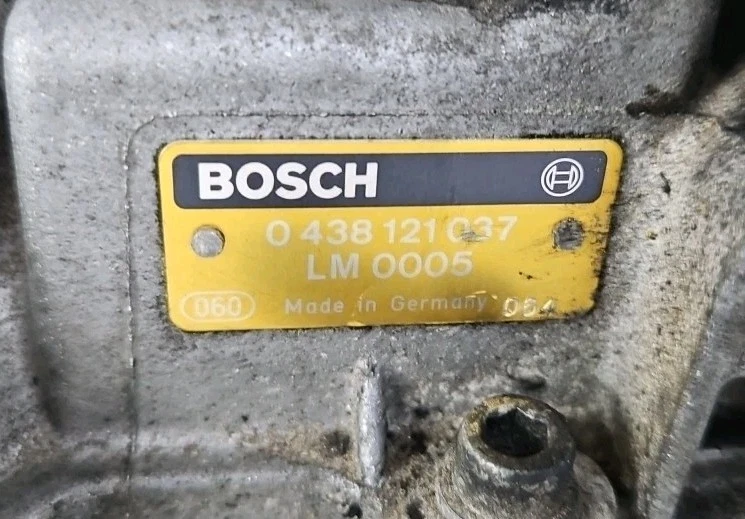 BOSCH
0 438 121 037
LM 0005
060 Made in Germany 064